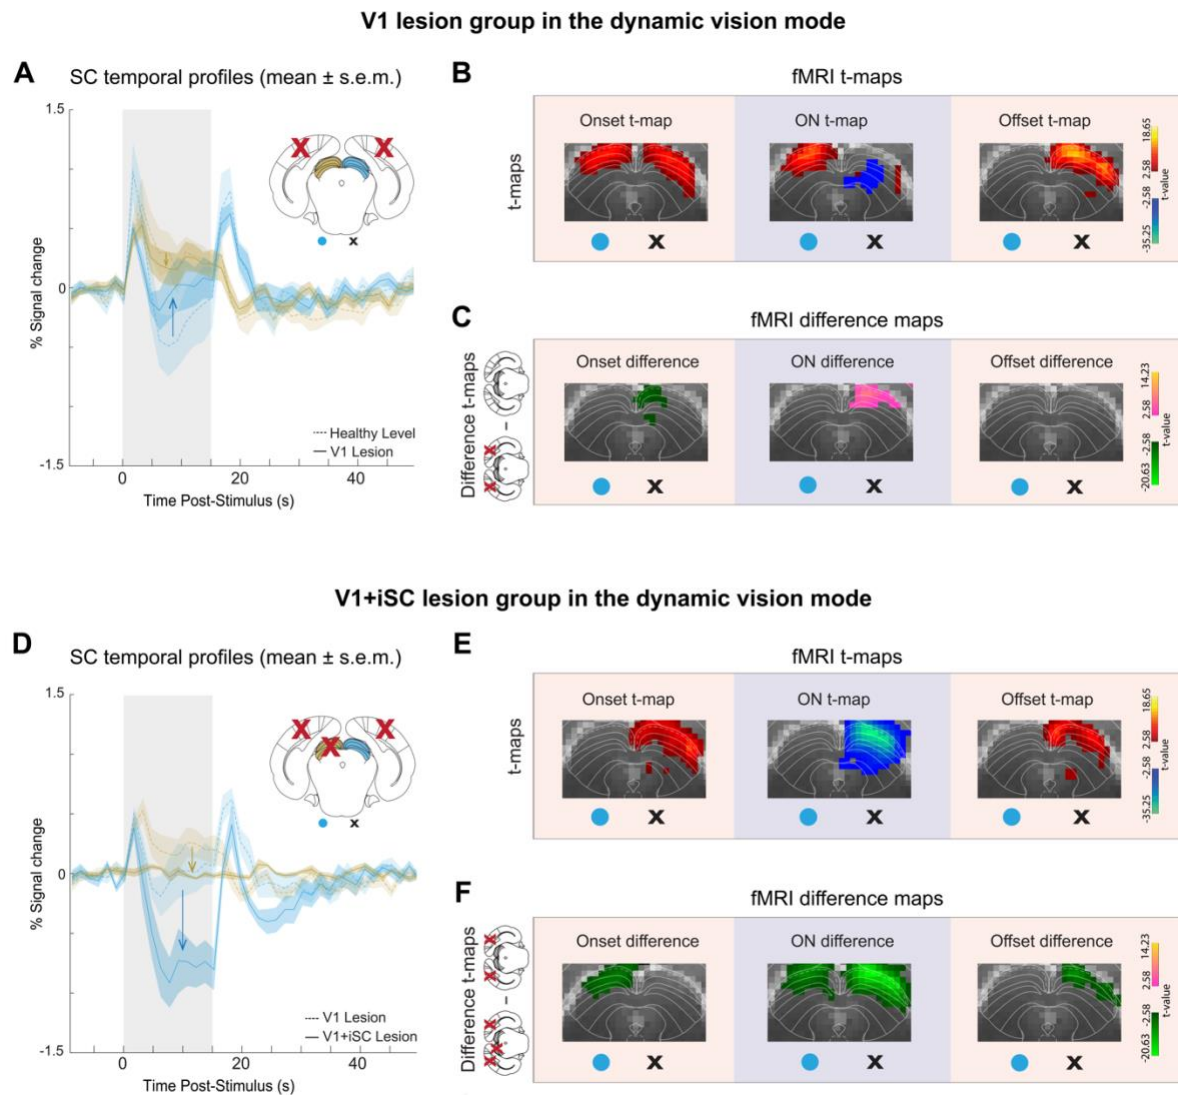 V1 lesion group in the dynamic vision mode
A
SC temporal profiles (mean ± s.e.m.)
1.5
0
-1.5
% Signal change
0 20 40
Time Post-Stimulus (s)
X X
x
Healthy Level
V1 Lesion
B
fMRI t-maps
t-maps
Onset t-map
ON t-map
Offset t-map
X X X
18.65
2.58
-2.58
-35.25
t-value
C
fMRI difference maps
Difference t-maps
Onset difference
ON difference
Offset difference
X X X
14.23
2.58
-2.58
-20.63
t-value
V1+iSC lesion group in the dynamic vision mode
D
SC temporal profiles (mean ± s.e.m.)
1.5
0
-1.5
% Signal change
0 20 40
Time Post-Stimulus (s)
X X X
x
V1 Lesion
V1+iSC Lesion
E
fMRI t-maps
t-maps
Onset t-map
ON t-map
Offset t-map
X X X
18.65
2.58
-2.58
-35.25
t-value
F
fMRI difference maps
Difference t-maps
Onset difference
ON difference
Offset difference
X X X
14.23
2.58
-2.58
-20.63
t-value